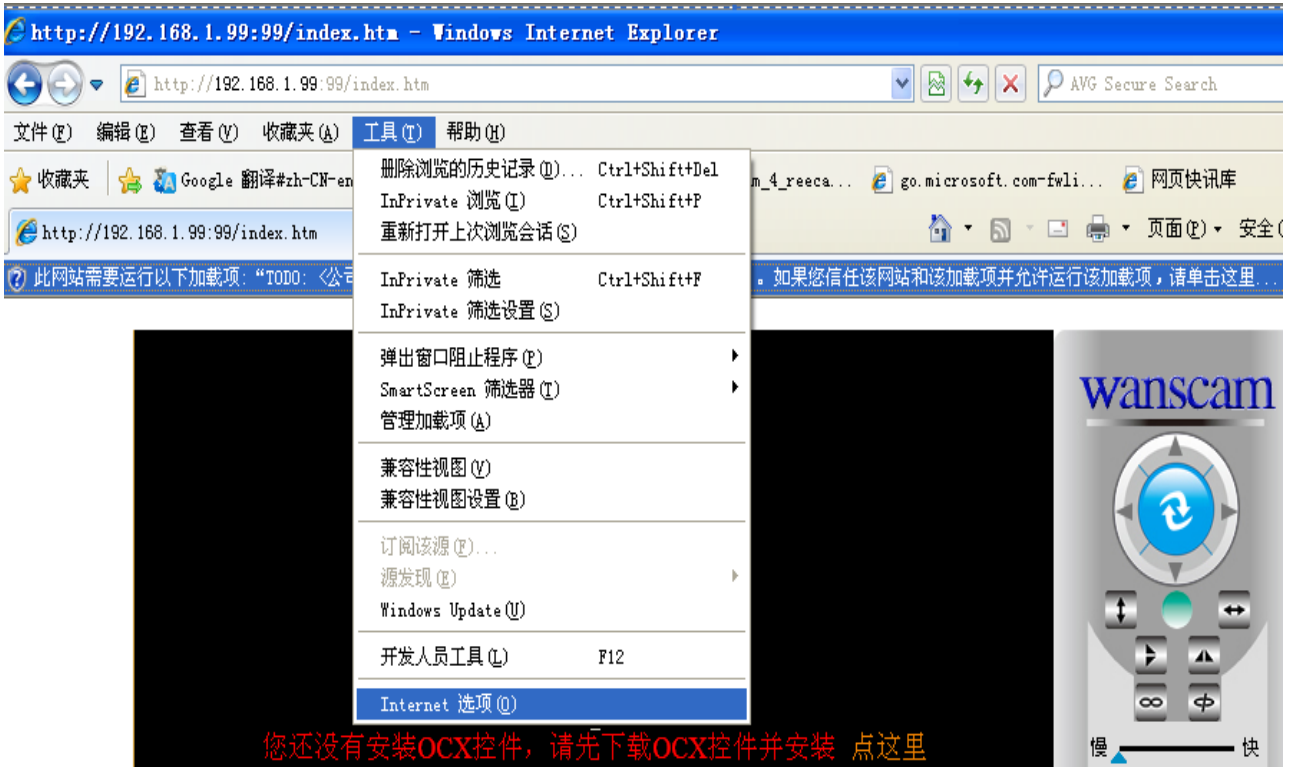 http://192.168.1.99:99/index.htm - Windows Internet Explorer
http://192.168.1.99:99/index.htm AVG Secure Search
文件(F) 编辑(E) 查看(V) 收藏夹(A) 工具(T) 帮助(H)
收藏夹 Google 翻译#zh-CN-en m_4_reeca... go.microsoft.com-fwli... 网页快讯库
http://192.168.1.99:99/index.htm 页面(P) 安全(
此网站需要运行以下加载项:“TODO: <公司 。如果您信任该网站和该加载项并允许运行该加载项，请单击这里...
删除浏览的历史记录(D)... Ctrl+Shift+Del
InPrivate 浏览(I) Ctrl+Shift+P
重新打开上次浏览会话(S)
InPrivate 筛选 Ctrl+Shift+F
InPrivate 筛选设置(S)
弹出窗口阻止程序(P)
SmartScreen 筛选器(T)
管理加载项(A)
兼容性视图(V)
兼容性视图设置(B)
订阅该源(F)...
源发现(E)
Windows Update(U)
开发人员工具(L) F12
Internet 选项(O)
wanscam
您还没有安装OCX控件，请先下载OCX控件并安装 点这里
慢 快